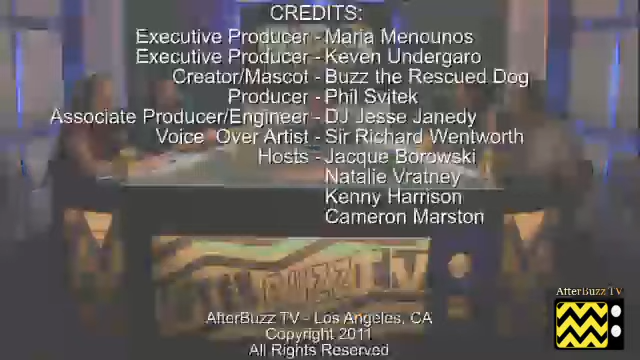 CREDITS:
Executive Producer - Maria Menounos
Executive Producer - Keven Undergaro
Creator/Mascot - Buzz the Rescued Dog
Producer - Phil Svitek
Associate Producer/Engineer - DJ Jesse Janedy
Voice Over Artist - Sir Richard Wentworth
Hosts - Jacque Borowski
Natalie Vratney
Kenny Harrison
Cameron Marston
BUZZ TV
AfterBuzz TV
AfterBuzz TV - Los Angeles, CA
Copyright 2011
All Rights Reserved